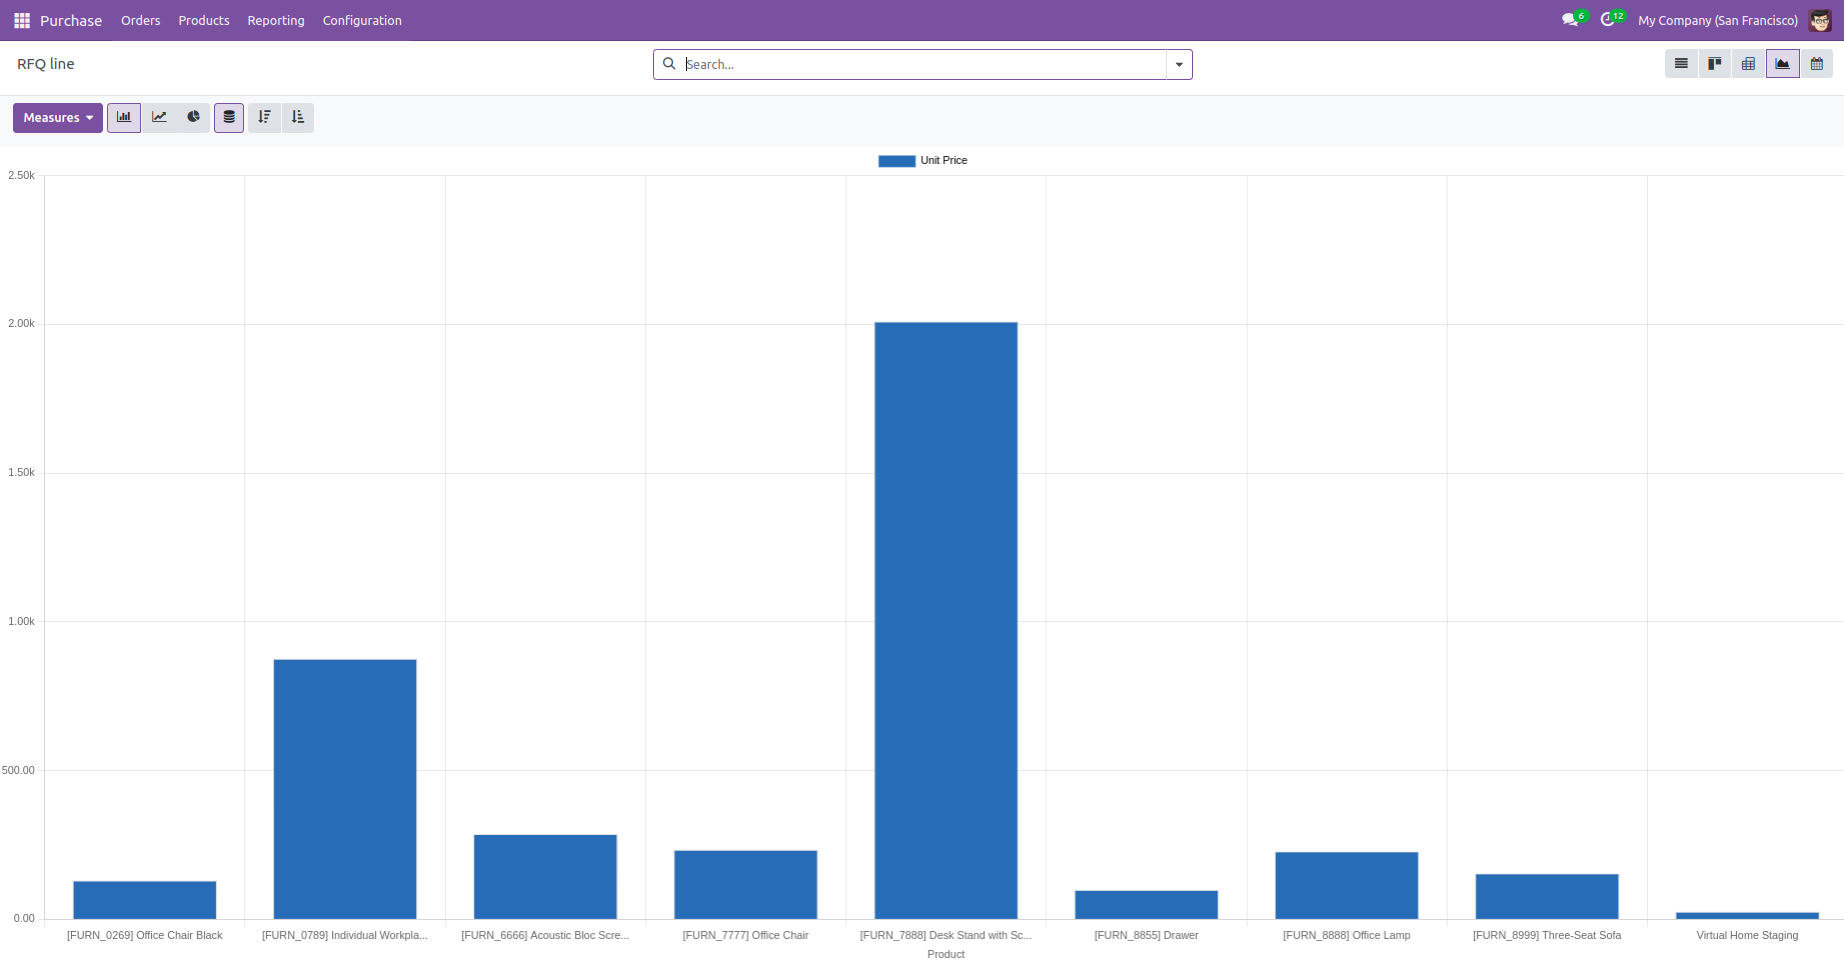 Purchase Orders Products Reporting Configuration 6 12 My Company (San Francisco)
RFQ line Search...
Measures
Unit Price
2.50k
2.00k
1.50k
1.00k
500.00
0.00
[FURN_0269] Office Chair Black [FURN_0789] Individual Workpla... [FURN_6666] Acoustic Bloc Scre... [FURN_7777] Office Chair [FURN_7888] Desk Stand with Sc... [FURN_8855] Drawer [FURN_8888] Office Lamp [FURN_8999] Three-Seat Sofa Virtual Home Staging
Product